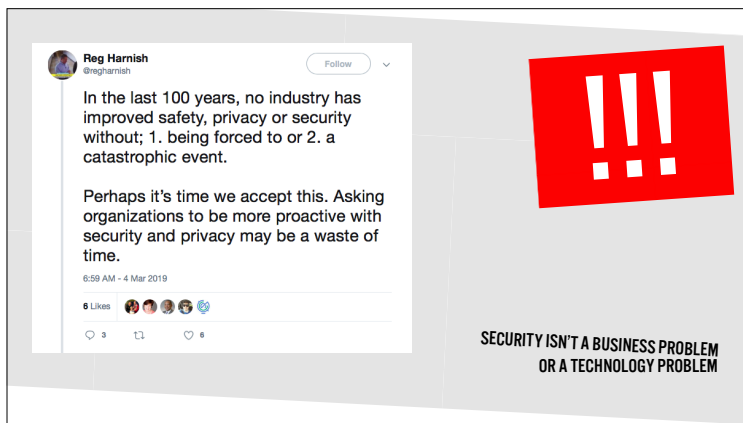 Reg Harnish
@regharnish
Follow
In the last 100 years, no industry has
improved safety, privacy or security
without; 1. being forced to or 2. a
catastrophic event.
Perhaps it's time we accept this. Asking
organizations to be more proactive with
security and privacy may be a waste of
time.
6:59 AM - 4 Mar 2019
6 Likes
3
6
!!!
SECURITY ISN'T A BUSINESS PROBLEM
OR A TECHNOLOGY PROBLEM